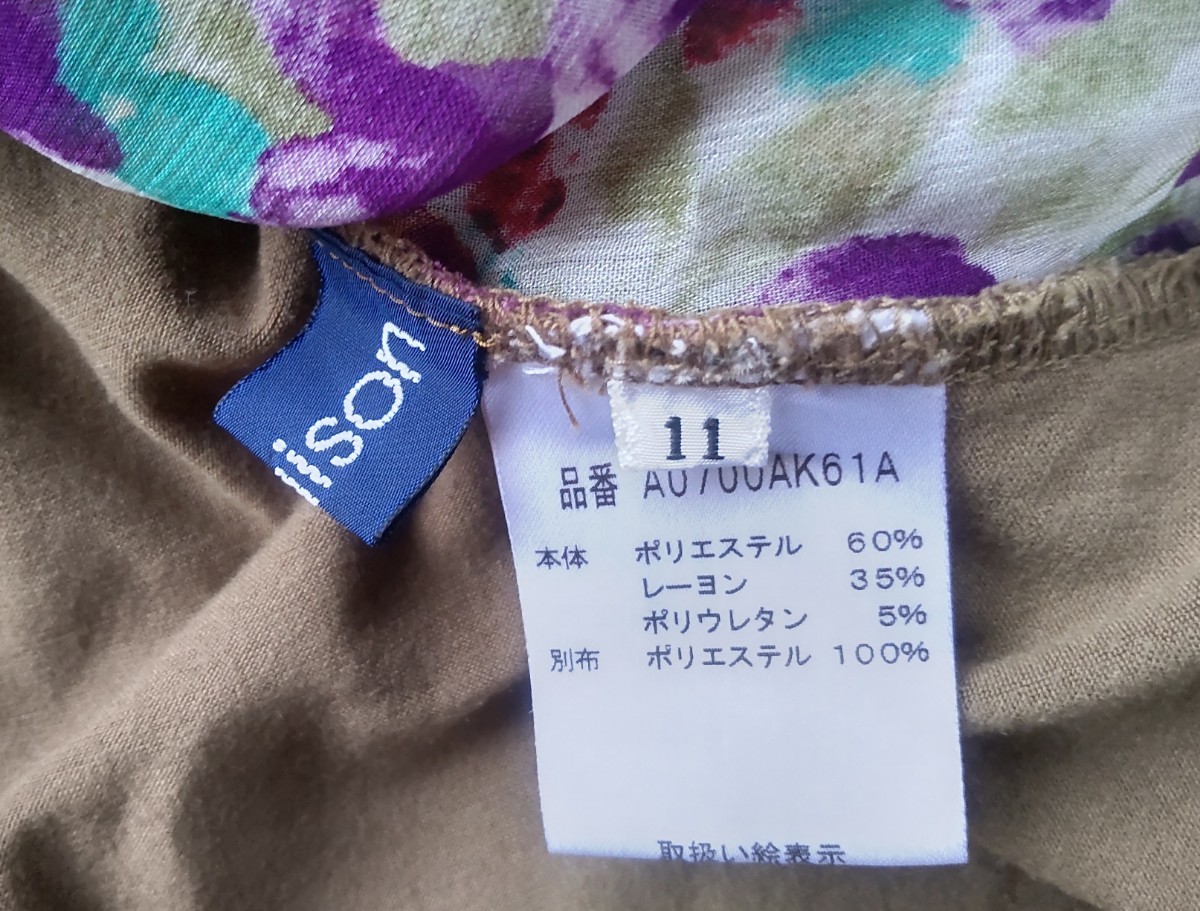 ison
11
品番 A0700AK61A
本体 ポリエステル 60%
レーヨン 35%
ポリウレタン 5%
別布 ポリエステル 100%
取扱い絵表示